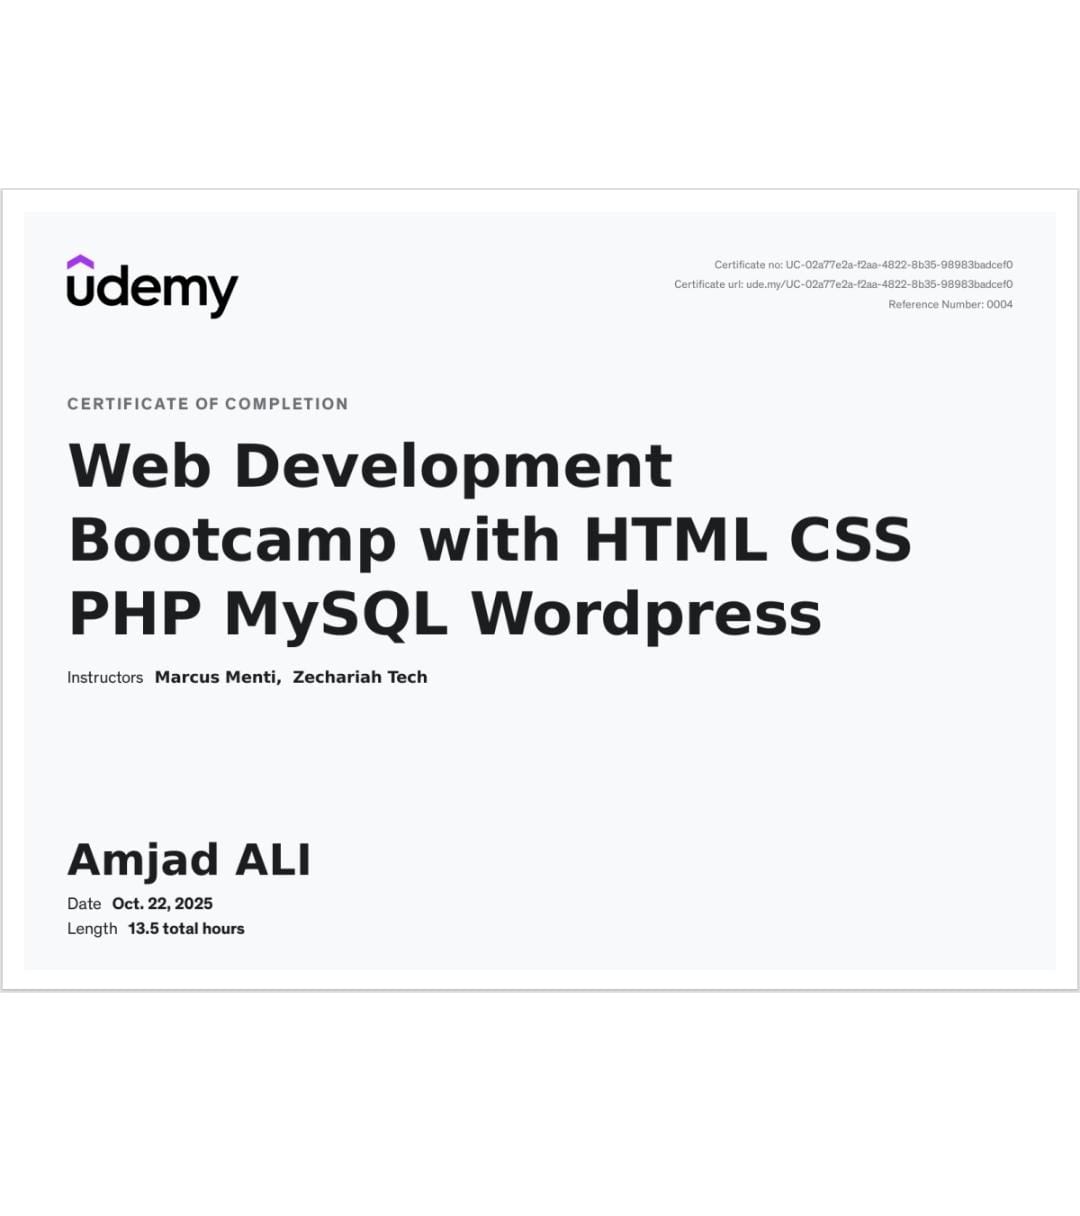 udemy
Certificate no: UC-02a77e2a-f2aa-4822-8b35-98983badcef0
Certificate url: ude.my/UC-02a77e2a-f2aa-4822-8b35-98983badcef0
Reference Number: 0004
CERTIFICATE OF COMPLETION
Web Development
Bootcamp with HTML CSS
PHP MySQL Wordpress
Instructors Marcus Menti, Zechariah Tech
Amjad ALI
Date Oct. 22, 2025
Length 13.5 total hours